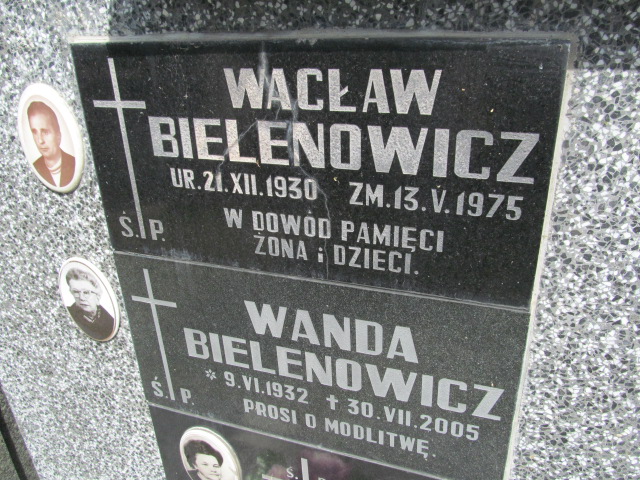 WACŁAW
BIELENOWICZ
UR. 21.XII.1930 ZM. 13.V.1975
Ś. P.
W DOWÓD PAMIĘCI
ŻONA i DZIECI.
WANDA
BIELENOWICZ
* 9.VI.1932 ✝ 30.VII.2005
Ś. P.
PROSI O MODLITWĘ.
Ś.